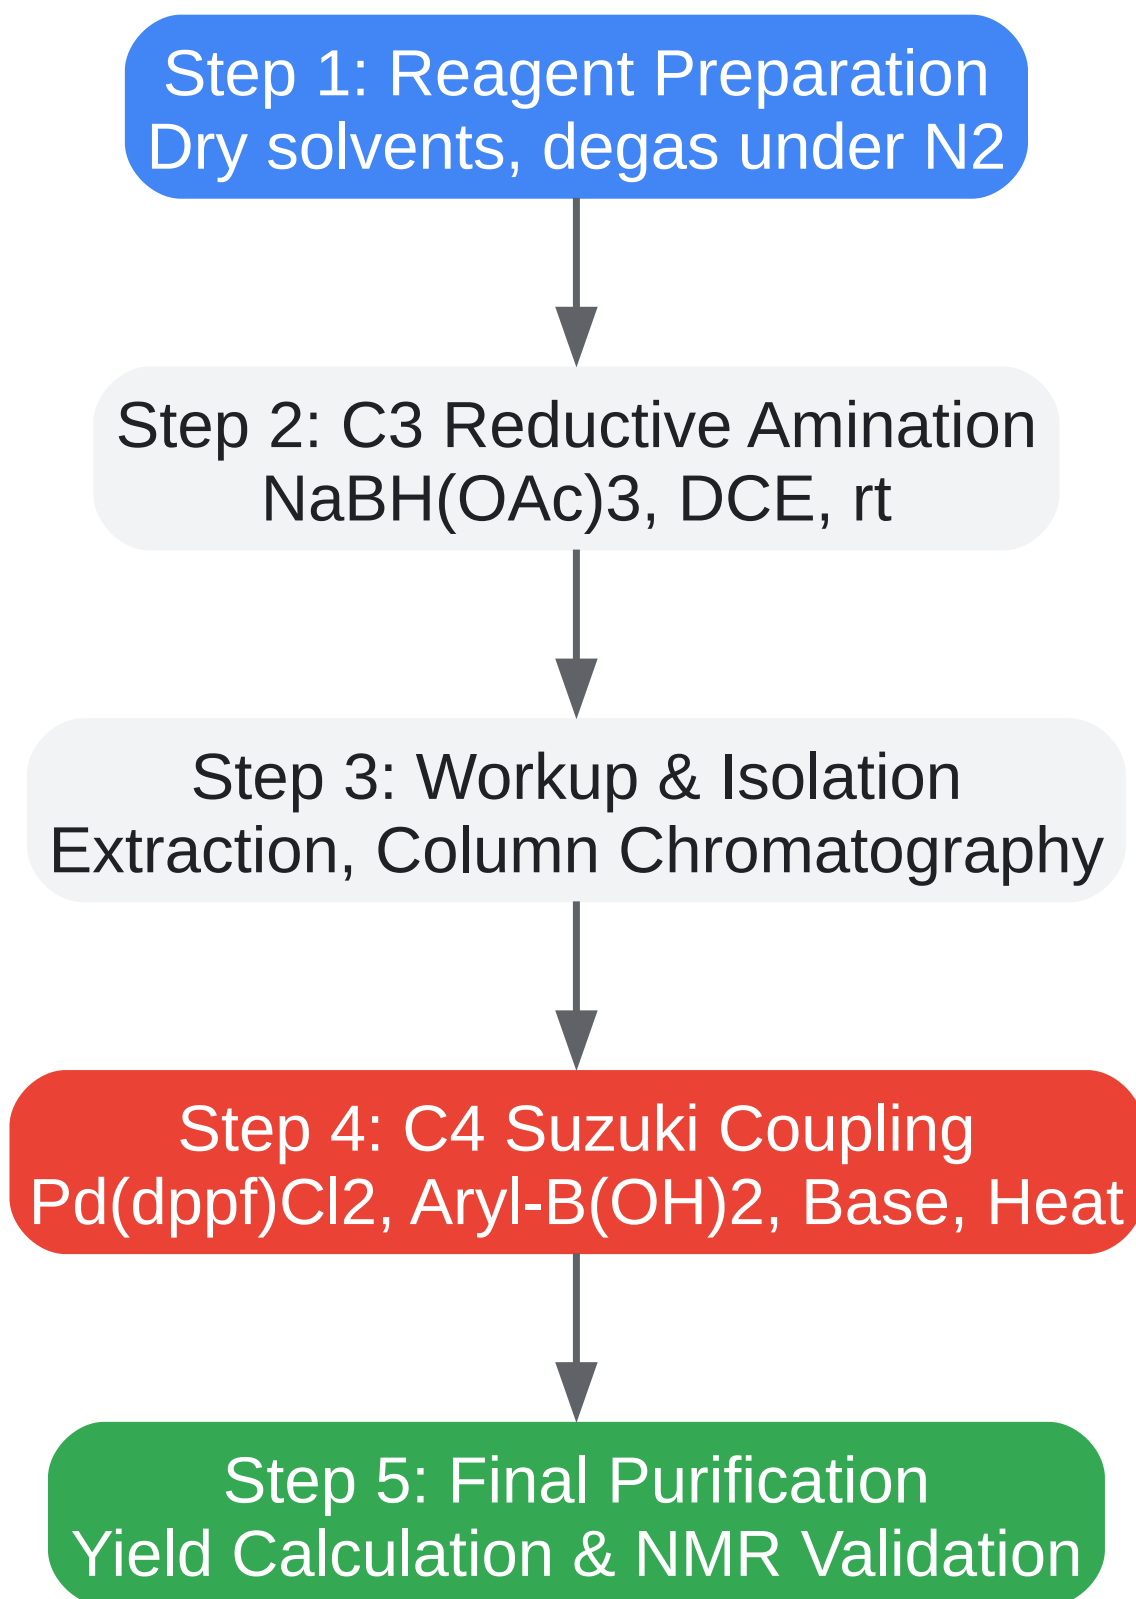 Step 1: Reagent Preparation
Dry solvents, degas under N2
Step 2: C3 Reductive Amination
NaBH(OAc)3, DCE, rt
Step 3: Workup & Isolation
Extraction, Column Chromatography
Step 4: C4 Suzuki Coupling
Pd(dppf)Cl2, Aryl-B(OH)2, Base, Heat
Step 5: Final Purification
Yield Calculation & NMR Validation